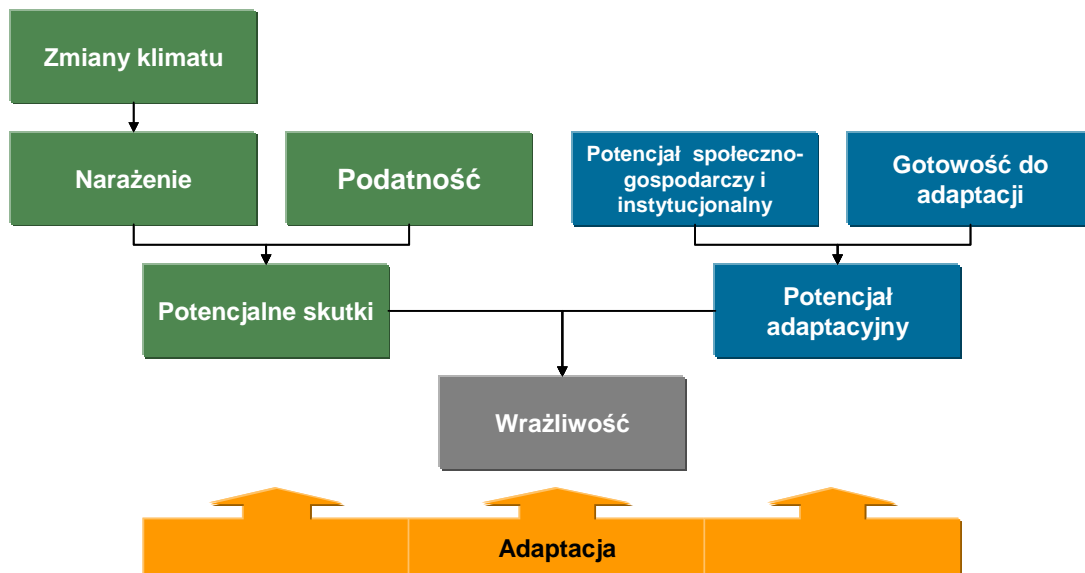 Zmiany klimatu
Narażenie
Podatność
Potencjał społeczno-
gospodarczy i
instytucjonalny
Gotowość do
adaptacji
Potencjalne skutki
Potencjał
adaptacyjny
Wrażliwość
Adaptacja